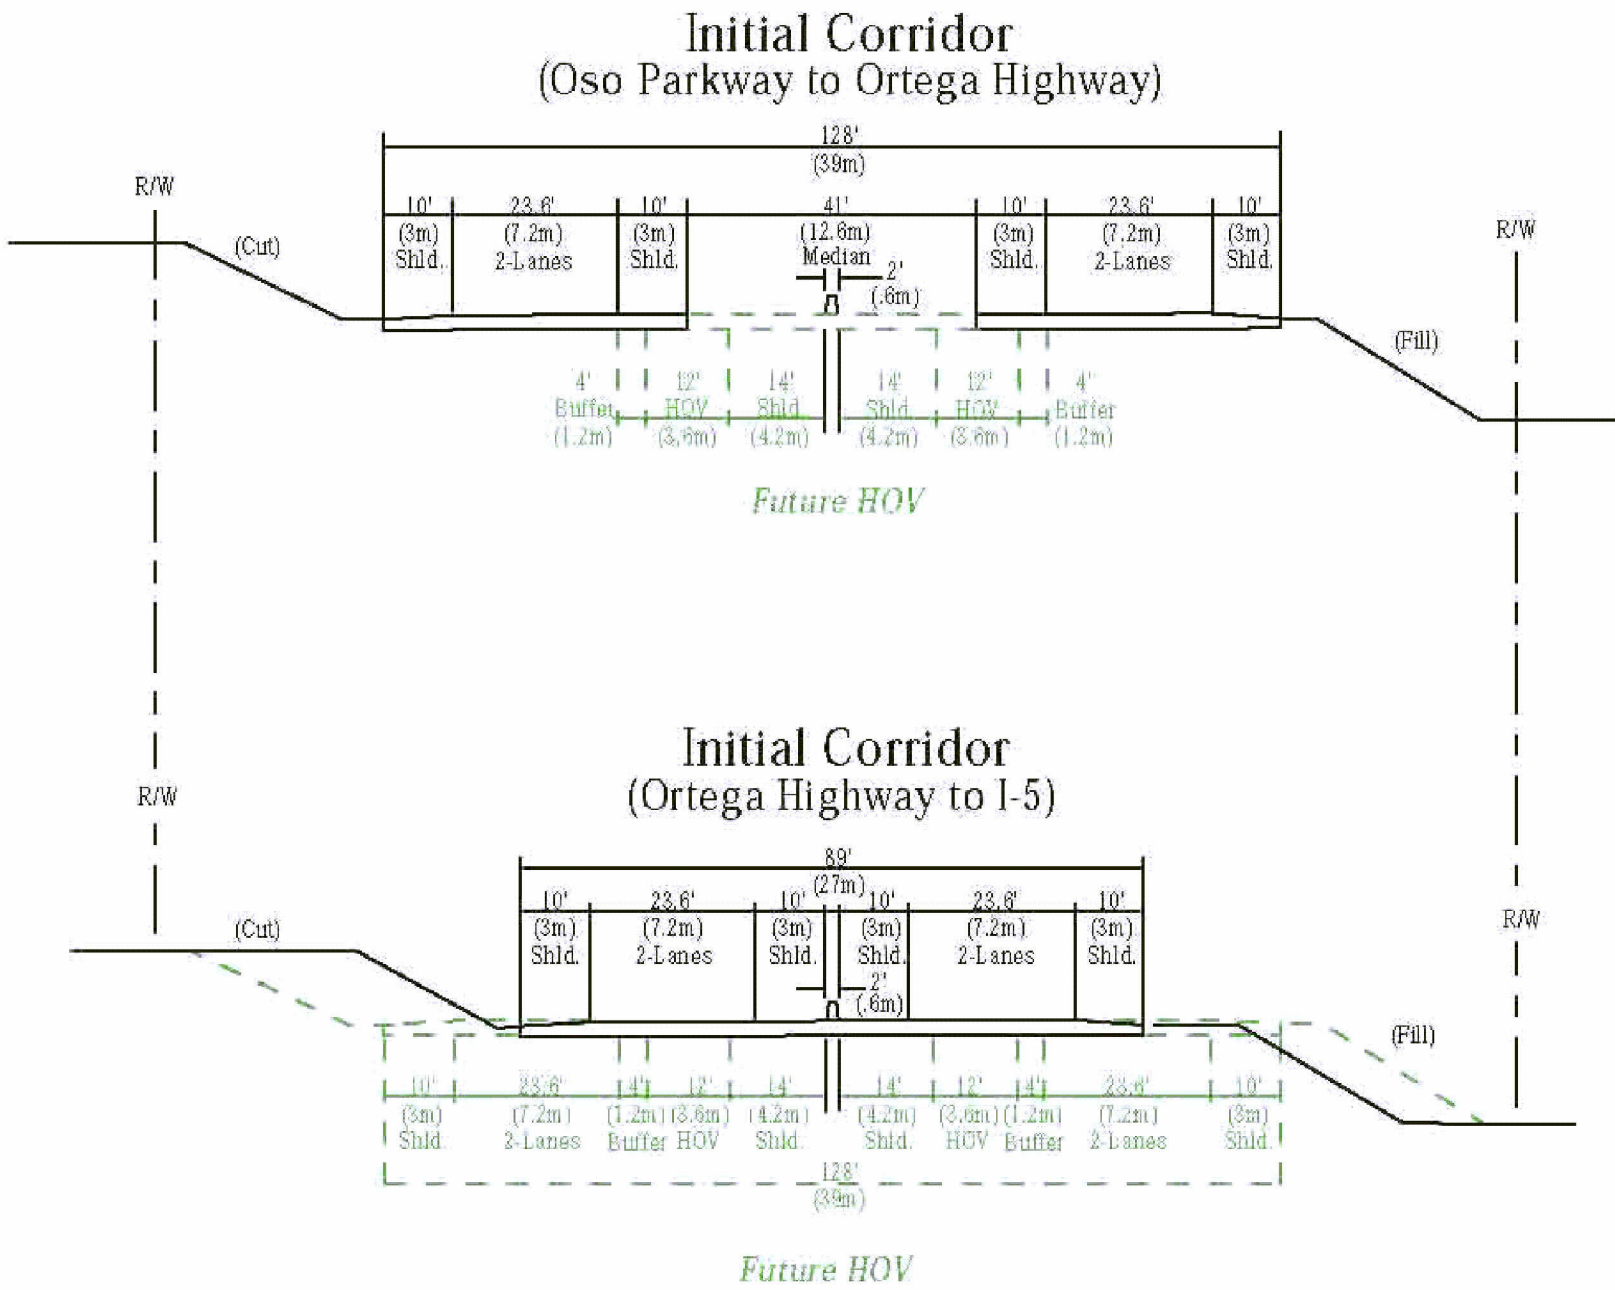 Initial Corridor
(Oso Parkway to Ortega Highway)
128'
(39m)
R/W
R/W
10' 23.6' 10' 41' 10' 23.6' 10'
(3m) (7.2m) (3m) (12.6m) (3m) (7.2m) (3m)
Shld. 2-Lanes Shld. Median Shld. 2-Lanes Shld.
(Cut)
2'
(.6m)
(Fill)
4' 12' 14' 14' 12' 4'
Buffer HOV Shld. Shld. HOV Buffer
(1.2m) (3.6m) (4.2m) (4.2m) (3.6m) (1.2m)
Future HOV
Initial Corridor
(Ortega Highway to I-5)
R/W
R/W
89'
(27m)
10' 23.6' 10' 10' 23.6' 10'
(3m) (7.2m) (3m) (3m) (7.2m) (3m)
Shld. 2-Lanes Shld. Shld. 2-Lanes Shld.
(Cut)
2'
(.6m)
(Fill)
10' 23.6' 4' 12' 14' 14' 12' 4' 23.6' 10'
(3m) (7.2m) (1.2m) (3.6m) (4.2m) (4.2m) (3.6m) (1.2m) (7.2m) (3m)
Shld. 2-Lanes Buffer HOV Shld. Shld. HOV Buffer 2-Lanes Shld.
128'
(39m)
Future HOV